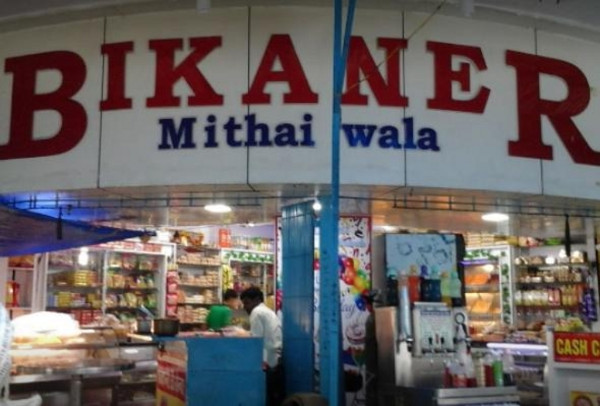 BIKANER
Mithai wala
CASH C